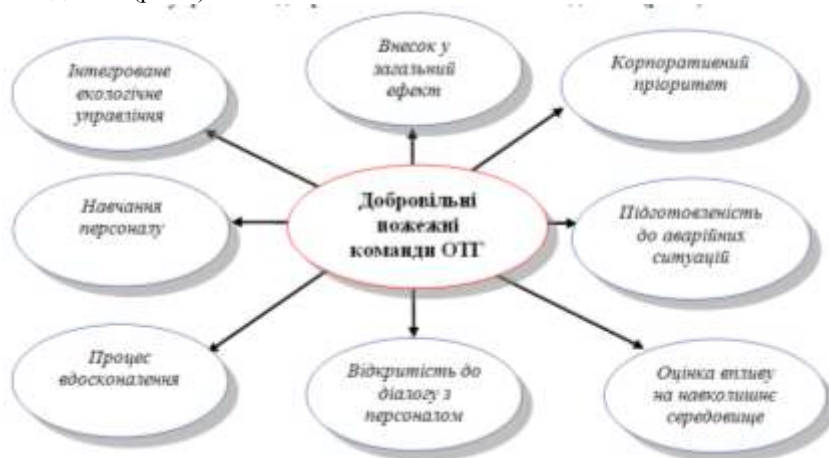 Інтегроване
екологічне
управління
Внесок у
загальний
ефект
Корпоративний
пріоритет
Навчання
персоналу
Добровільні
пожежні
команди ОТГ
Підготовленість
до аварійних
ситуацій
Процес
вдосконалення
Відкритість до
діалогу з
персоналом
Оцінка впливу
на навколишнє
середовище